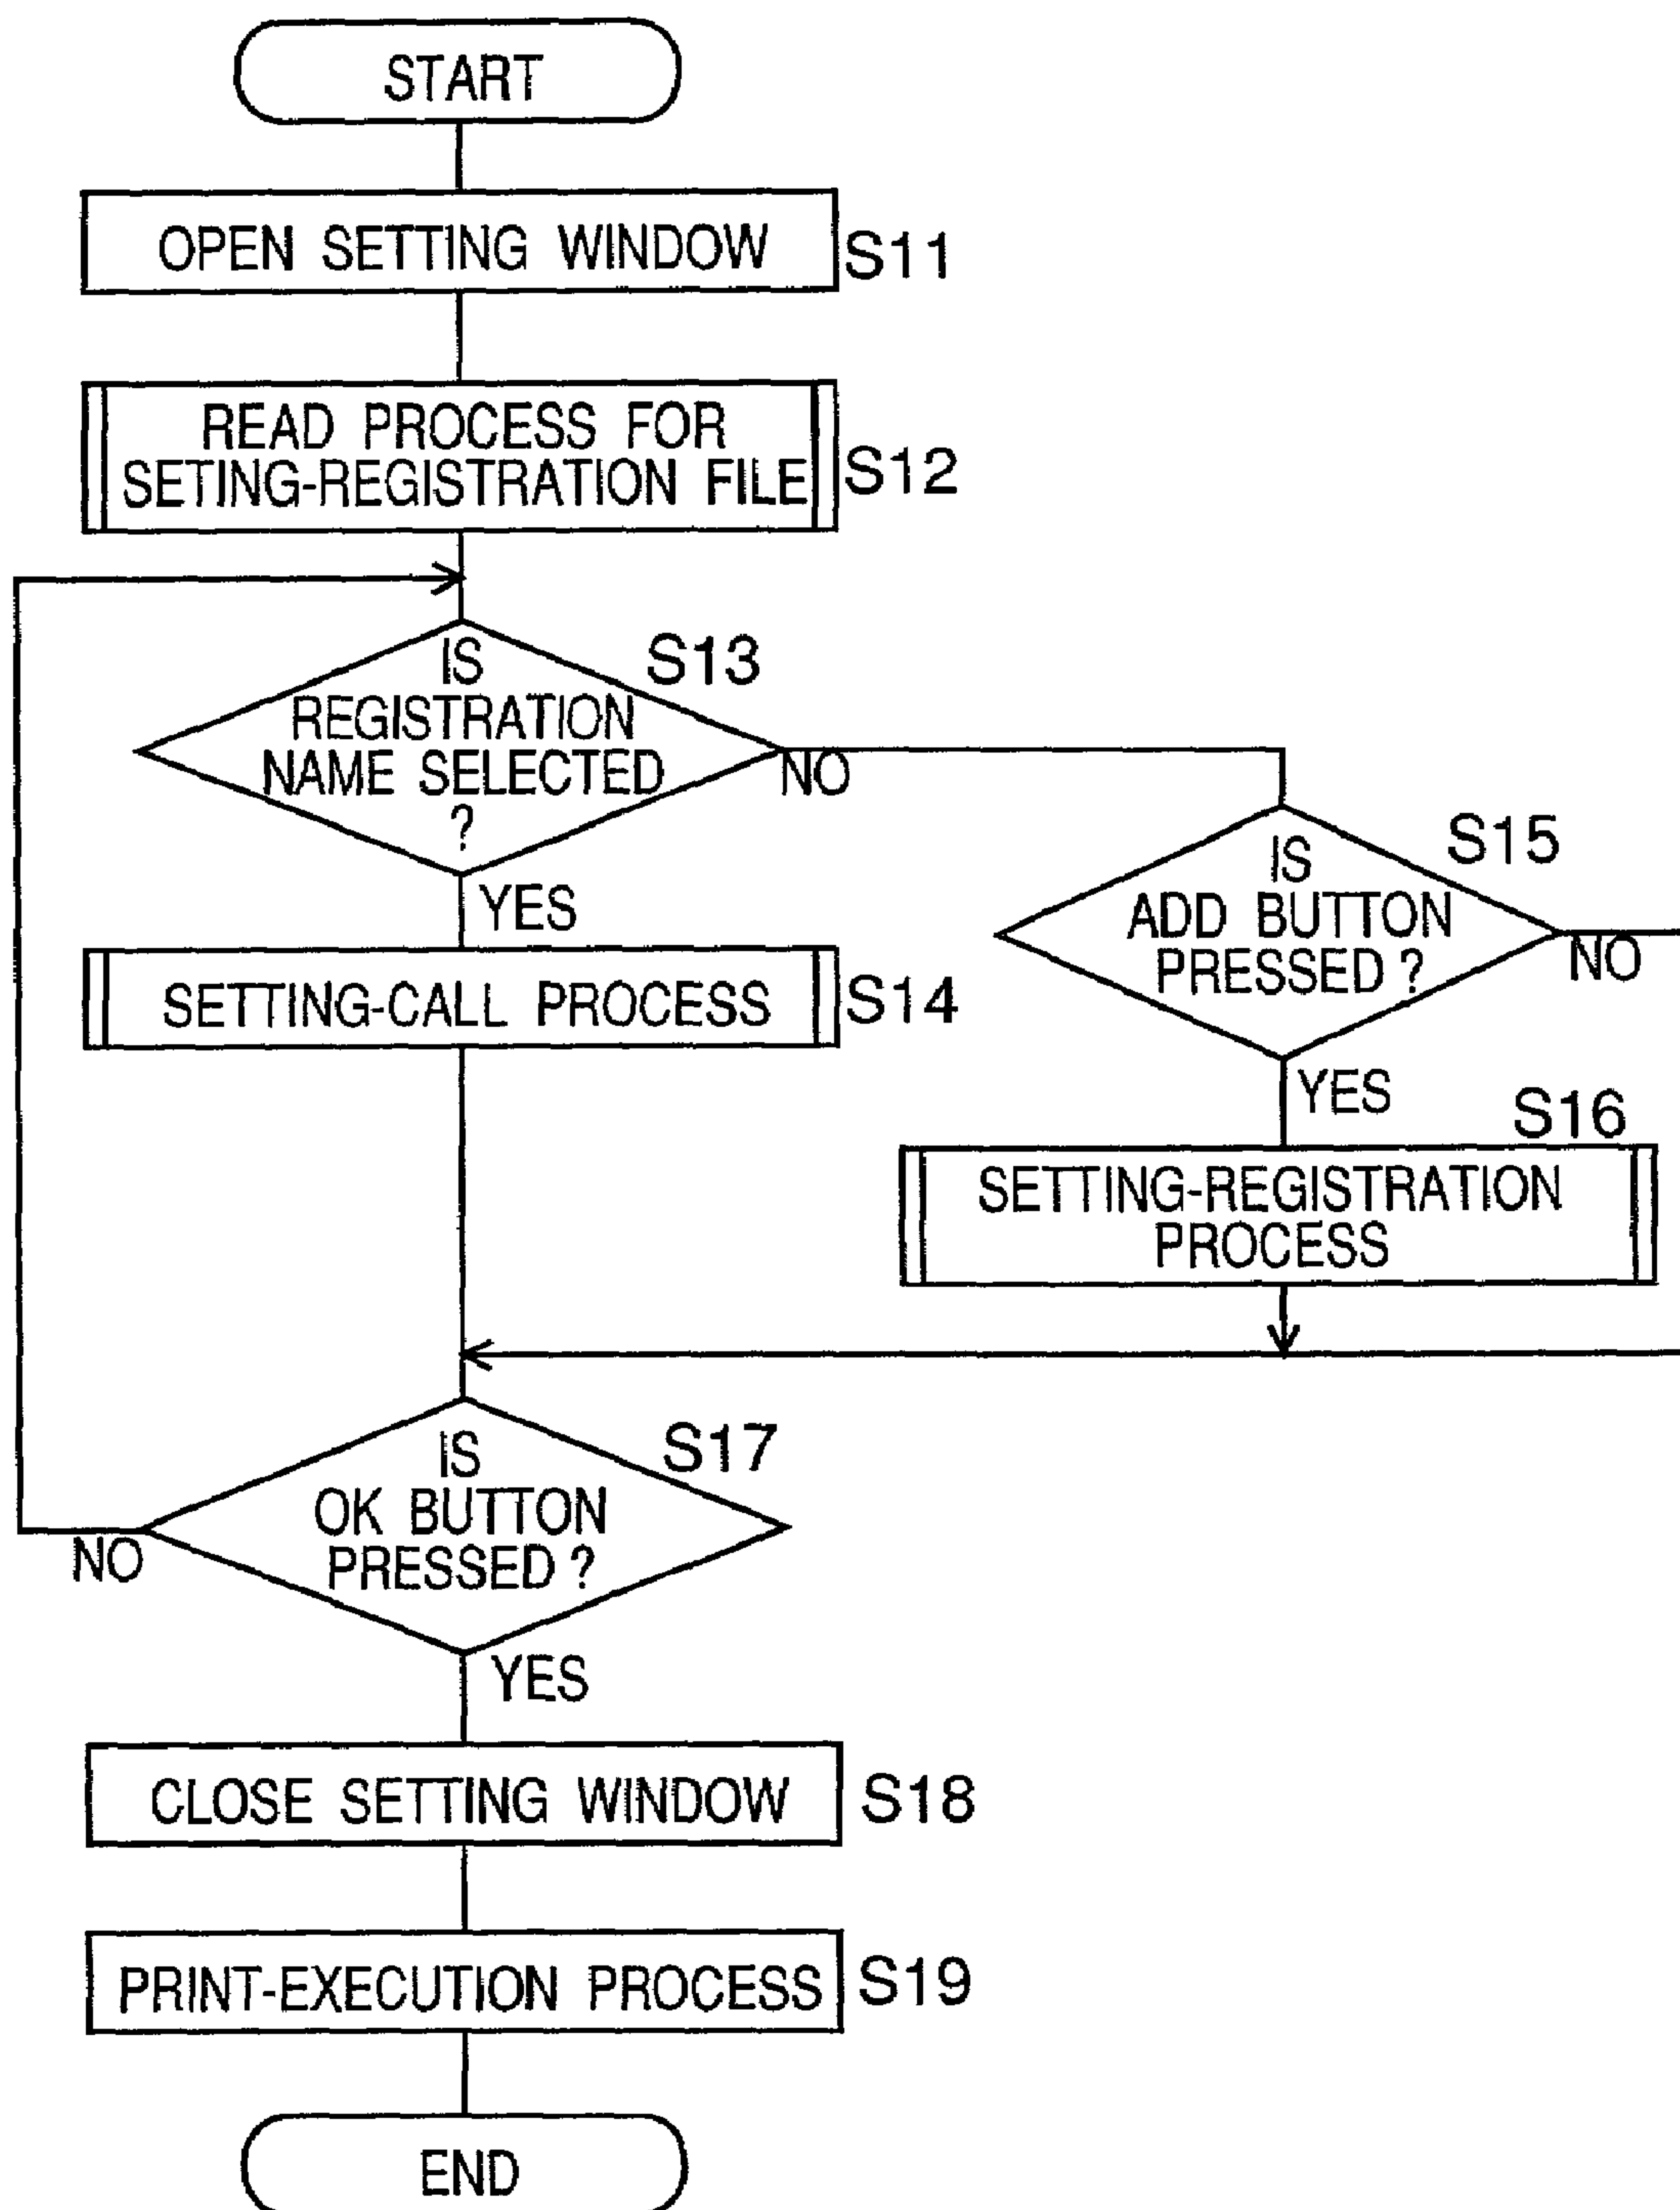 START
OPEN SETTING WINDOW
S11
READ PROCESS FOR
SETING-REGISTRATION FILE
S12
IS
REGISTRATION
NAME SELECTED
?
S13
NO
YES
SETTING-CALL PROCESS
S14
IS
ADD BUTTON
PRESSED ?
S15
NO
YES
S16
SETTING-REGISTRATION
PROCESS
IS
OK BUTTON
PRESSED ?
S17
NO
YES
CLOSE SETTING WINDOW
S18
PRINT-EXECUTION PROCESS
S19
END